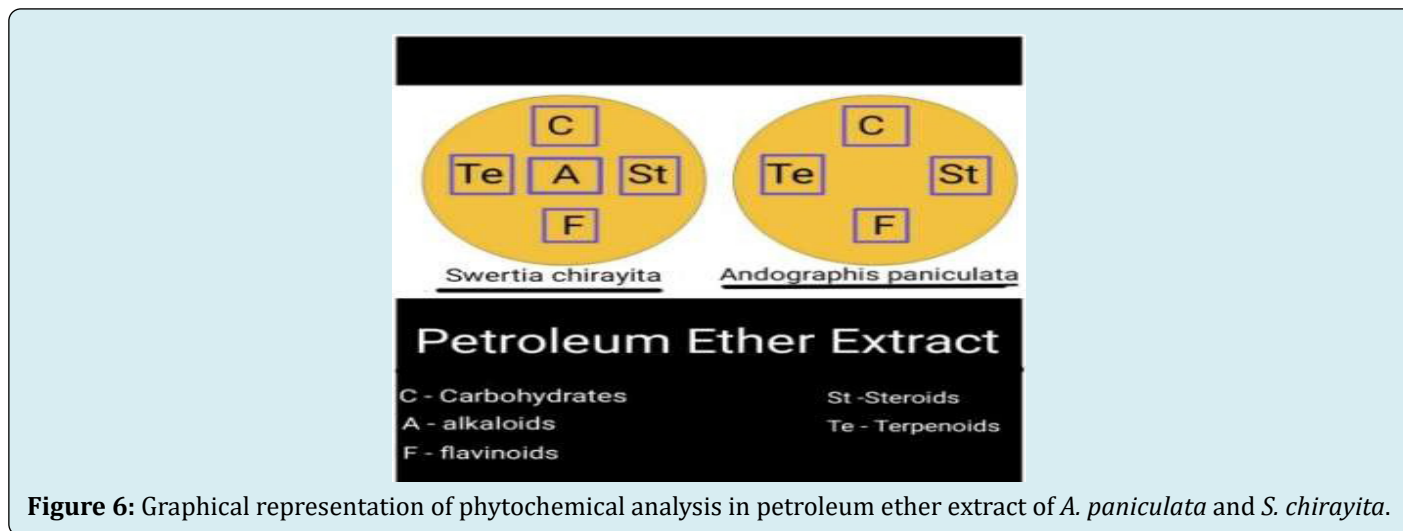 C
Te A St
F
Swertia chirayita
C
Te St
F
Andographis paniculata
Petroleum Ether Extract
C - Carbohydrates
A - alkaloids
F - flavinoids
St -Steroids
Te - Terpenoids
Figure 6: Graphical representation of phytochemical analysis in petroleum ether extract of A. paniculata and S. chirayita.